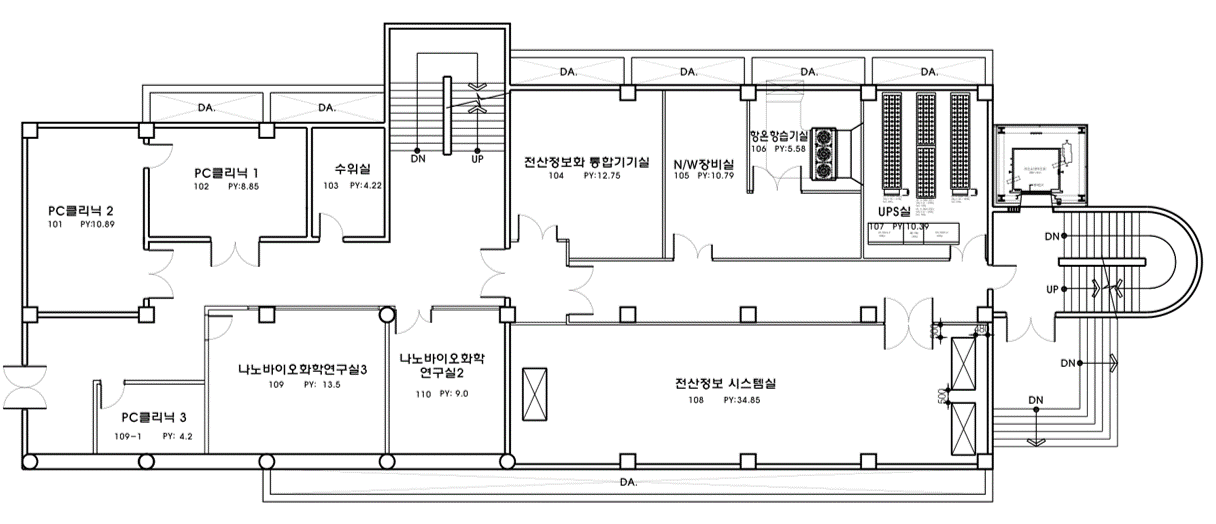 DA.
DA.
DA.
DA.
DA.
DA.
DN
UP
PC클리닉 1
102 PY:8.85
수위실
103 PY:4.22
전산정보화 통합기기실
104 PY:12.75
N/W장비실
105 PY:10.79
항온항습기실
106 PY:5.58
PC클리닉 2
101 PY:10.89
UPS실
107 PY:10.39
DN
UP
DN
DN
나노바이오화학연구실3
109 PY: 13.5
나노바이오화학
연구실2
110 PY: 9.0
전산정보 시스템실
108 PY:34.85
500
PC클리닉 3
109-1 PY: 4.2
DA.